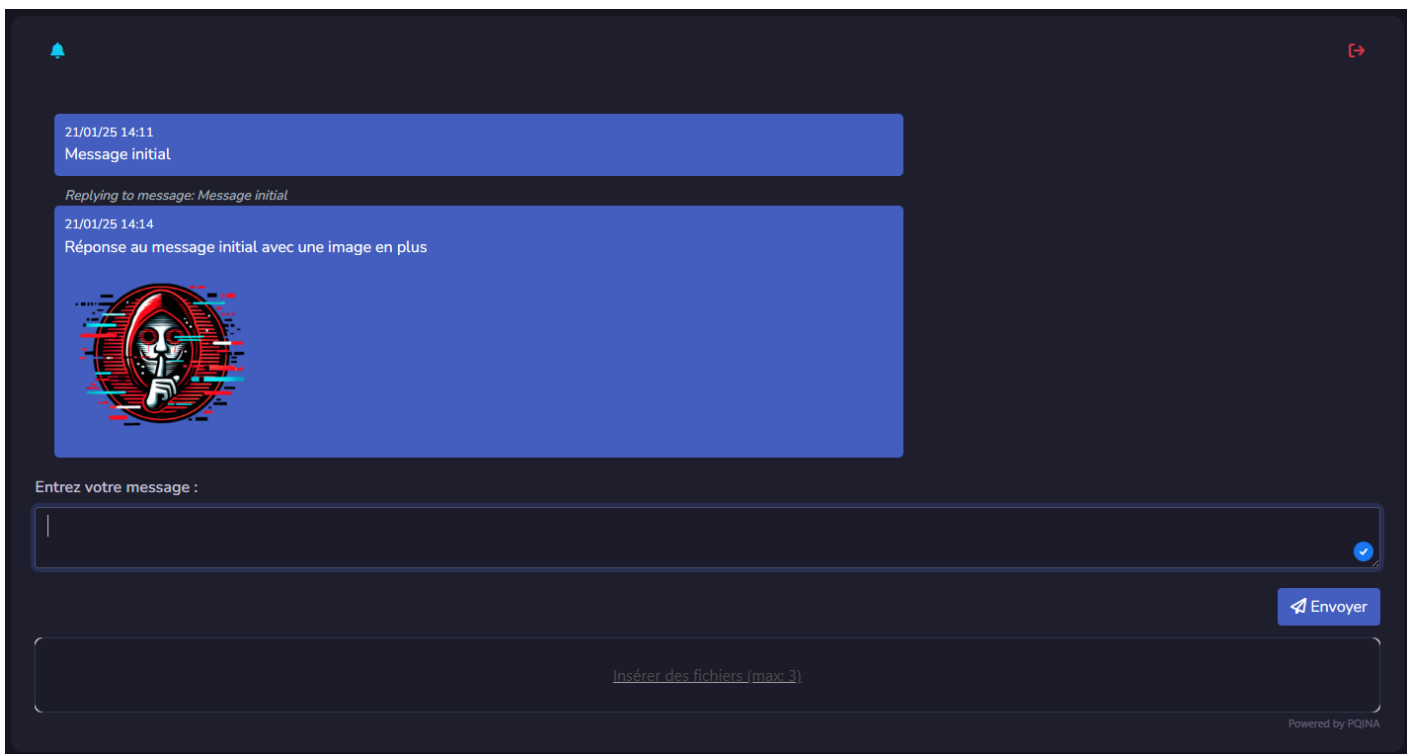 21/01/25 14:11
Message initial
Replying to message: Message initial
21/01/25 14:14
Réponse au message initial avec une image en plus
Entrez votre message :
Envoyer
Insérer des fichiers (max: 3)
Powered by PQINA